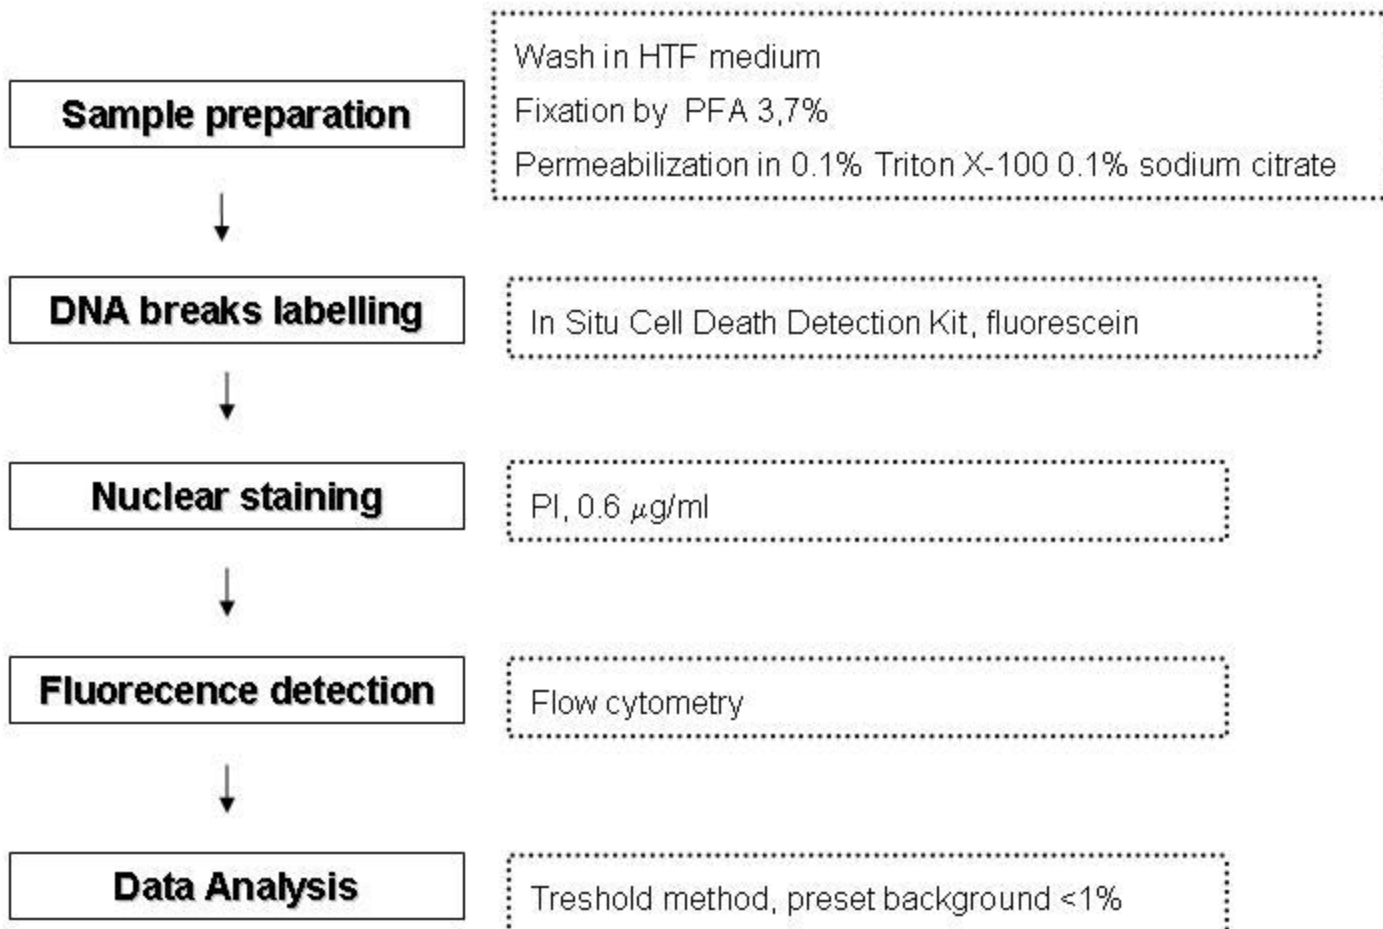 Sample preparation
Wash in HTF medium
Fixation by PFA 3,7%
Permeabilization in 0.1% Triton X-100 0.1% sodium citrate
DNA breaks labelling
In Situ Cell Death Detection Kit, fluorescein
Nuclear staining
PI, 0.6 µg/ml
Fluorecence detection
Flow cytometry
Data Analysis
Treshold method, preset background <1%